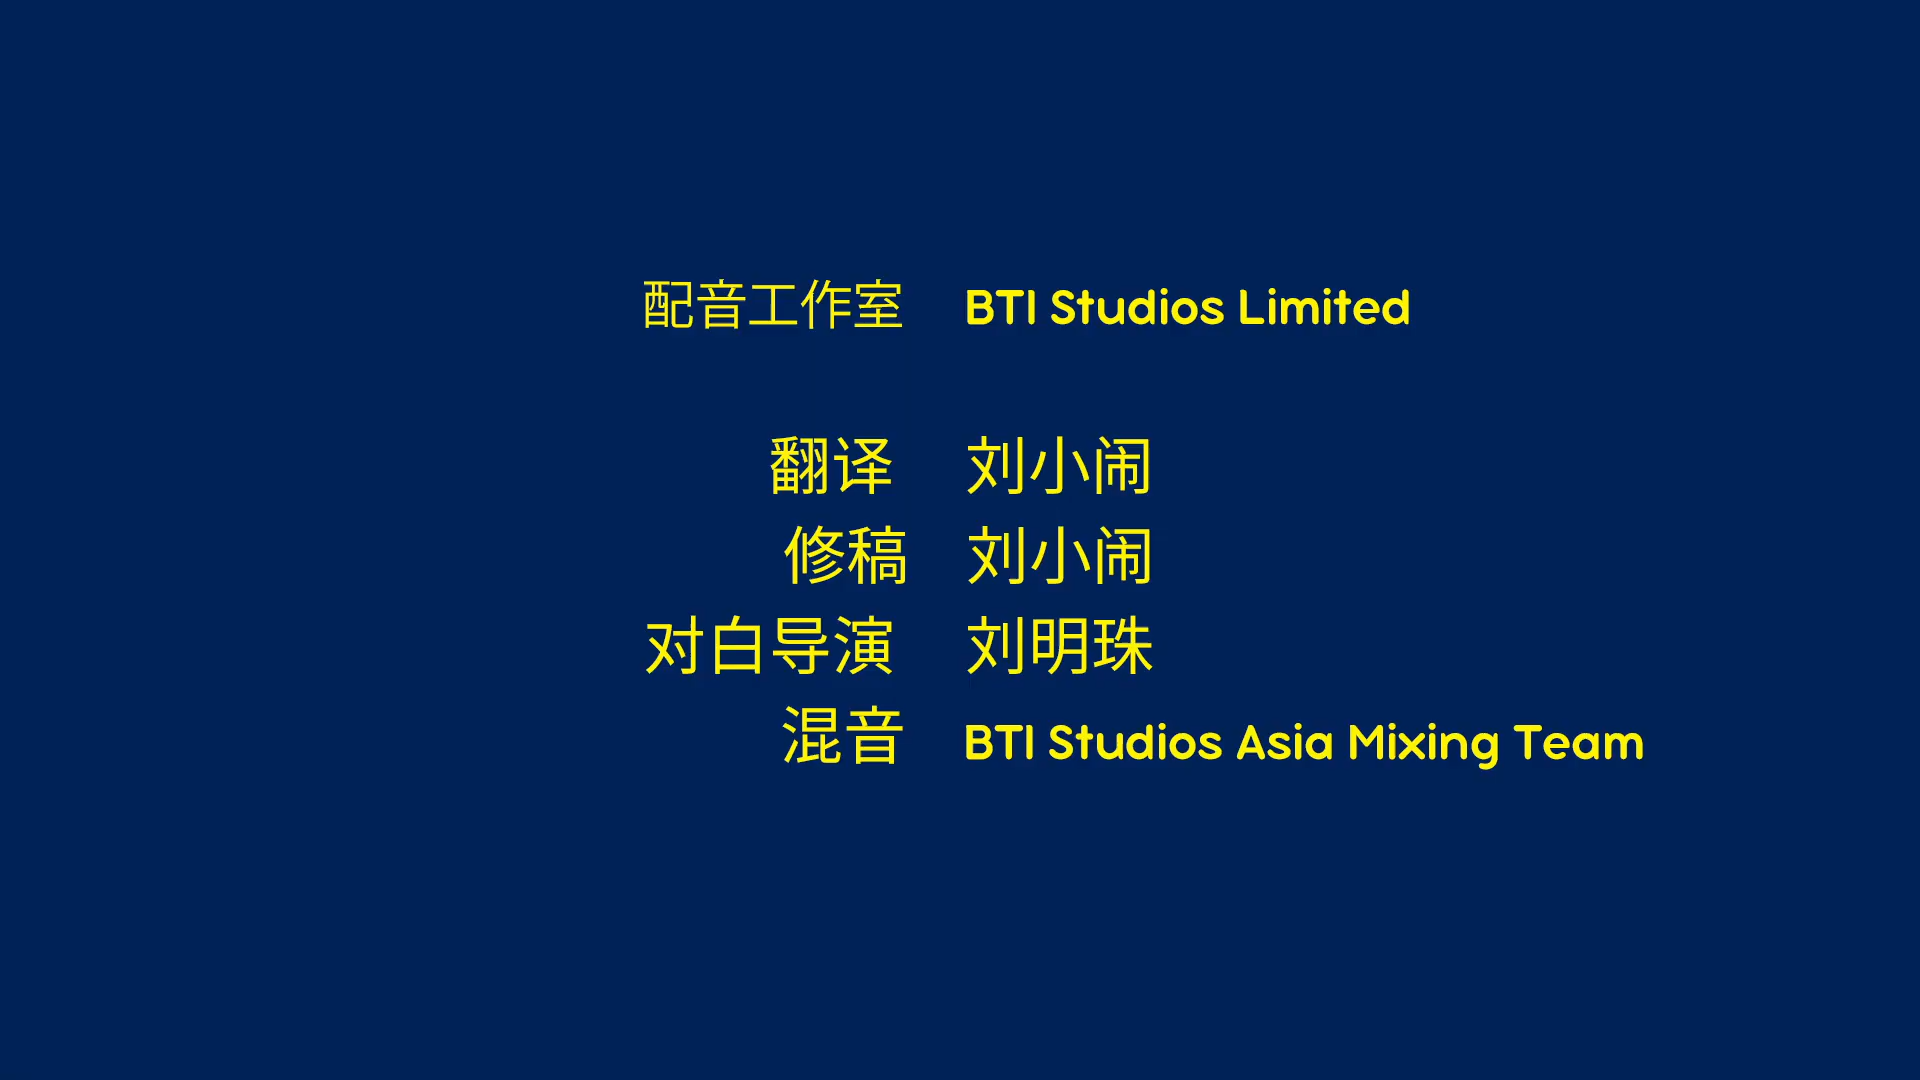 配音工作室 BTI Studios Limited
翻译 刘小闹
修稿 刘小闹
对白导演 刘明珠
混音 BTI Studios Asia Mixing Team